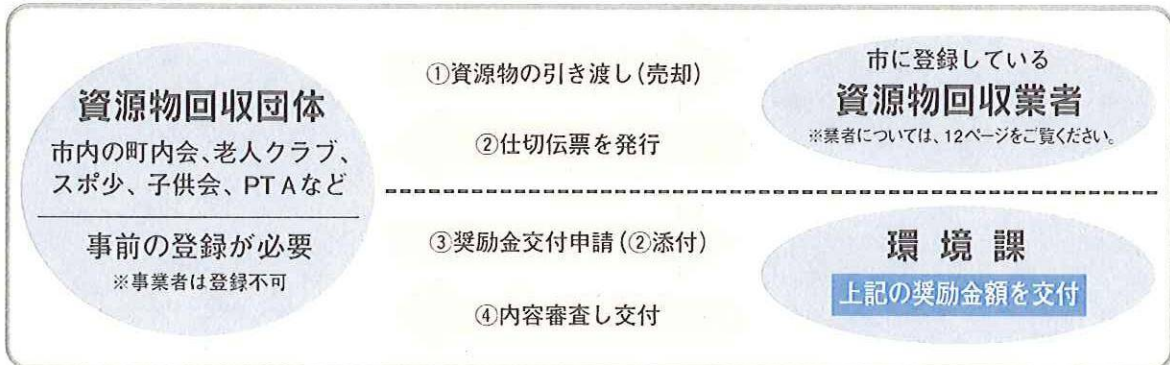 資源物回収団体
市内の町内会、老人クラブ、
スポ少、子供会、PTAなど
事前の登録が必要
※事業者は登録不可
①資源物の引き渡し(売却)
②仕切伝票を発行
③奨励金交付申請(②添付)
④内容審査し交付
市に登録している
資源物回収業者
※業者については、12ページをご覧ください。
環境課
上記の奨励金額を交付